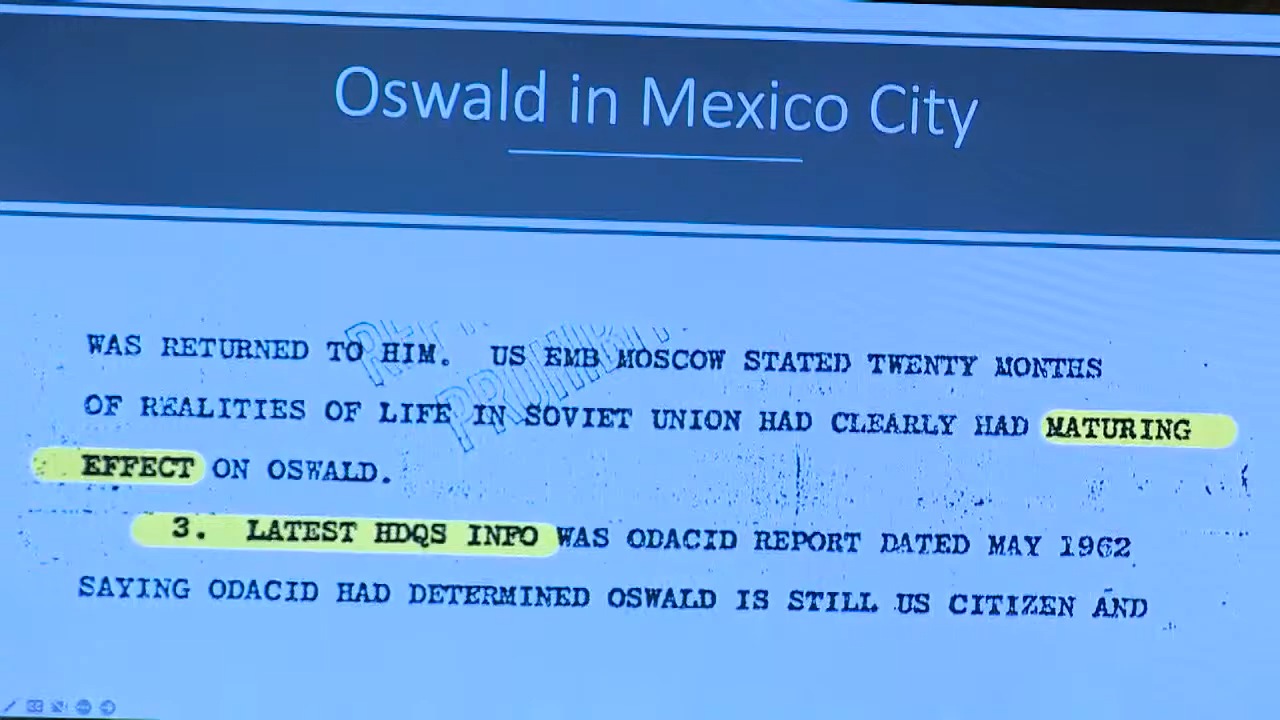 Oswald in Mexico City
WAS RETURNED TO HIM. US EMB MOSCOW STATED TWENTY MONTHS
OF REALITIES OF LIFE IN SOVIET UNION HAD CLEARLY HAD MATURING
EFFECT ON OSWALD.
3. LATEST HDQS INFO WAS ODACID REPORT DATED MAY 1962
SAYING ODACID HAD DETERMINED OSWALD IS STILL US CITIZEN AND